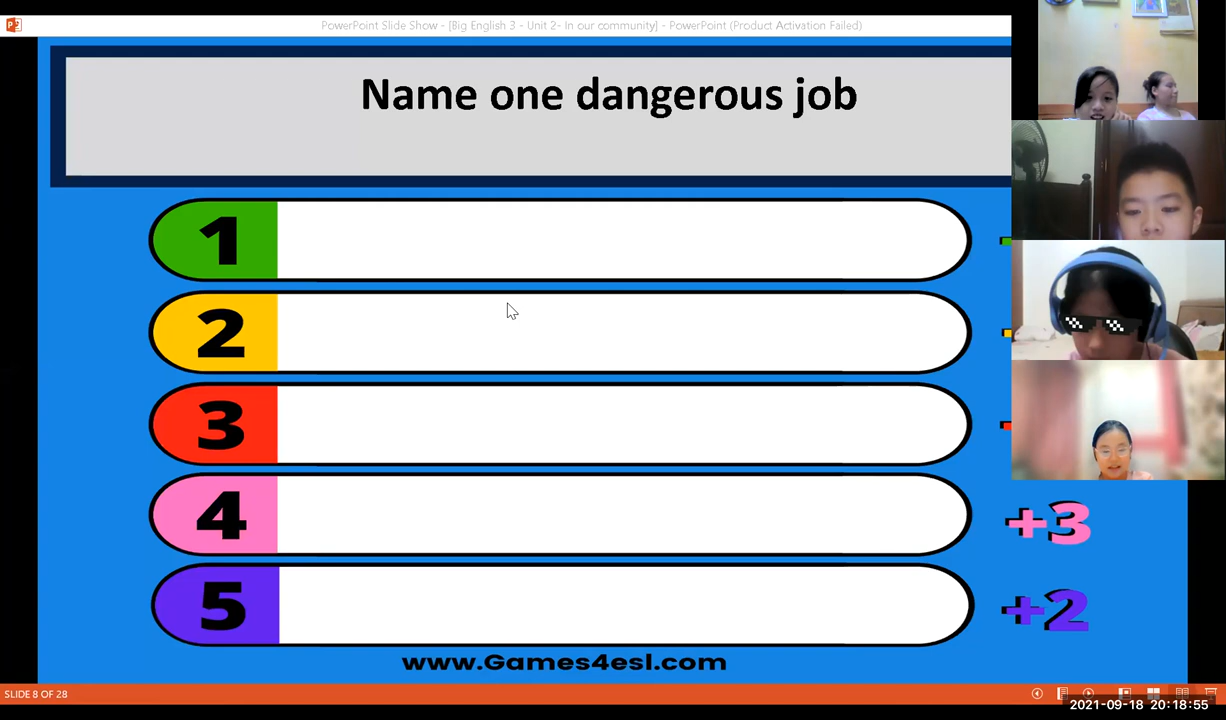 PowerPoint Slide Show - [Big English 3 - Unit 2- In our community] - PowerPoint (Product Activation Failed)
Name one dangerous job
1
2
3
4
+3
5
+2
www.Games4esl.com
SLIDE 8 OF 28
2021-09-18 20:18:55